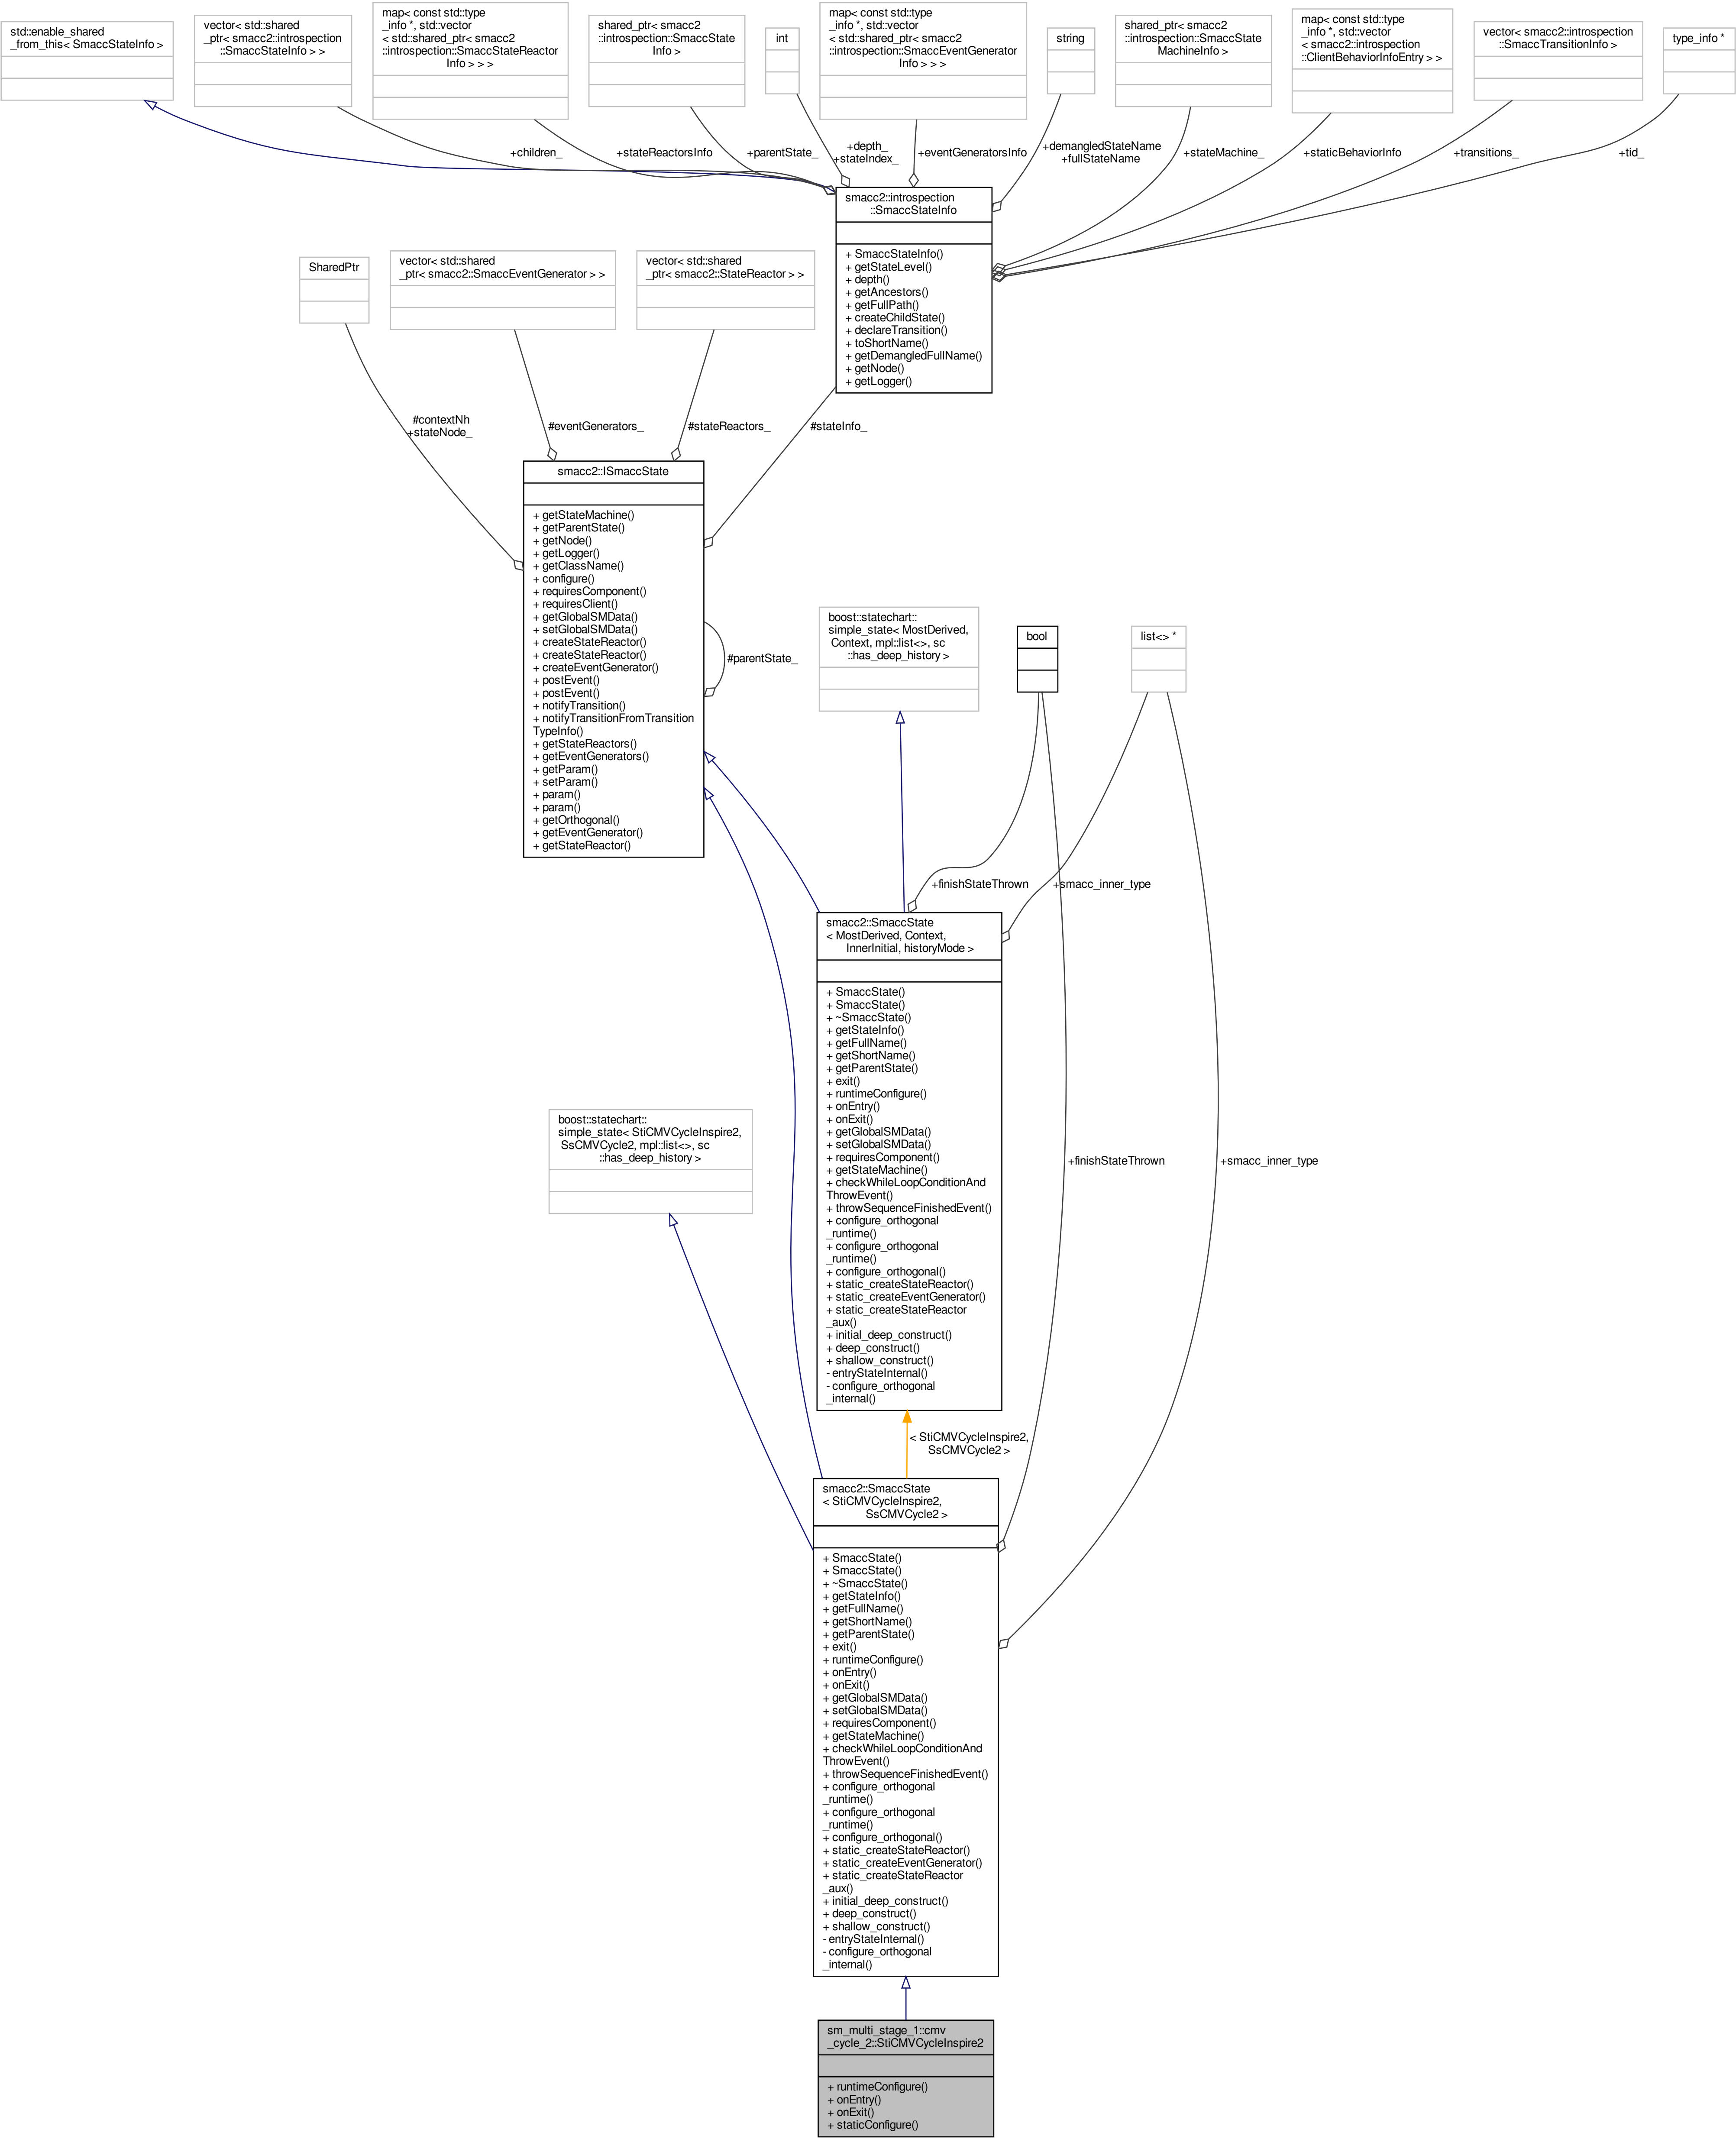 std::enable_shared
_from_this< SmaccStateInfo >
vector< std::shared
_ptr< smacc2::introspection
::SmaccStateInfo > >
map< const std::type
_info *, std::vector
< std::shared_ptr< smacc2
::introspection::SmaccStateReactor
Info > > >
shared_ptr< smacc2
::introspection::SmaccState
Info >
int
map< const std::type
_info *, std::vector
< std::shared_ptr< smacc2
::introspection::SmaccEventGenerator
Info > > >
string
shared_ptr< smacc2
::introspection::SmaccState
MachineInfo >
map< const std::type
_info *, std::vector
< smacc2::introspection
::ClientBehaviorInfoEntry > >
vector< smacc2::introspection
::SmaccTransitionInfo >
type_info *
+children_
+stateReactorsInfo
+parentState_
+depth_
+stateIndex_
+eventGeneratorsInfo
+demangledStateName
+fullStateName
+stateMachine_
+staticBehaviorInfo
+transitions_
+tid_
smacc2::introspection
::SmaccStateInfo
+ SmaccStateInfo()
+ getStateLevel()
+ depth()
+ getAncestors()
+ getFullPath()
+ createChildState()
+ declareTransition()
+ toShortName()
+ getDemangledFullName()
+ getNode()
+ getLogger()
SharedPtr
vector< std::shared
_ptr< smacc2::SmaccEventGenerator > >
vector< std::shared
_ptr< smacc2::StateReactor > >
#contextNh
+stateNode_
#eventGenerators_
#stateReactors_
#stateInfo_
smacc2::ISmaccState
+ getStateMachine()
+ getParentState()
+ getNode()
+ getLogger()
+ getClassName()
+ configure()
+ requiresComponent()
+ requiresClient()
+ getGlobalSMData()
+ setGlobalSMData()
+ createStateReactor()
+ createStateReactor()
+ createEventGenerator()
+ postEvent()
+ postEvent()
+ notifyTransition()
+ notifyTransitionFromTransition
TypeInfo()
+ getStateReactors()
+ getEventGenerators()
+ getParam()
+ setParam()
+ param()
+ param()
+ getOrthogonal()
+ getEventGenerator()
+ getStateReactor()
#parentState_
boost::statechart::
simple_state< MostDerived,
Context, mpl::list<>, sc
::has_deep_history >
bool
list<> *
+finishStateThrown
+smacc_inner_type
smacc2::SmaccState
< MostDerived, Context,
InnerInitial, historyMode >
+ SmaccState()
+ SmaccState()
+ ~SmaccState()
+ getStateInfo()
+ getFullName()
+ getShortName()
+ getParentState()
+ exit()
+ runtimeConfigure()
+ onEntry()
+ onExit()
+ getGlobalSMData()
+ setGlobalSMData()
+ requiresComponent()
+ getStateMachine()
+ checkWhileLoopConditionAnd
ThrowEvent()
+ throwSequenceFinishedEvent()
+ configure_orthogonal
_runtime()
+ configure_orthogonal
_runtime()
+ configure_orthogonal()
+ static_createStateReactor()
+ static_createEventGenerator()
+ static_createStateReactor
_aux()
+ initial_deep_construct()
+ deep_construct()
+ shallow_construct()
- entryStateInternal()
- configure_orthogonal
_internal()
boost::statechart::
simple_state< StiCMVCycleInspire2,
SsCMVCycle2, mpl::list<>, sc
::has_deep_history >
+finishStateThrown
+smacc_inner_type
< StiCMVCycleInspire2,
SsCMVCycle2 >
smacc2::SmaccState
< StiCMVCycleInspire2,
SsCMVCycle2 >
+ SmaccState()
+ SmaccState()
+ ~SmaccState()
+ getStateInfo()
+ getFullName()
+ getShortName()
+ getParentState()
+ exit()
+ runtimeConfigure()
+ onEntry()
+ onExit()
+ getGlobalSMData()
+ setGlobalSMData()
+ requiresComponent()
+ getStateMachine()
+ checkWhileLoopConditionAnd
ThrowEvent()
+ throwSequenceFinishedEvent()
+ configure_orthogonal
_runtime()
+ configure_orthogonal
_runtime()
+ configure_orthogonal()
+ static_createStateReactor()
+ static_createEventGenerator()
+ static_createStateReactor
_aux()
+ initial_deep_construct()
+ deep_construct()
+ shallow_construct()
- entryStateInternal()
- configure_orthogonal
_internal()
sm_multi_stage_1::cmv
_cycle_2::StiCMVCycleInspire2
+ runtimeConfigure()
+ onEntry()
+ onExit()
+ staticConfigure()